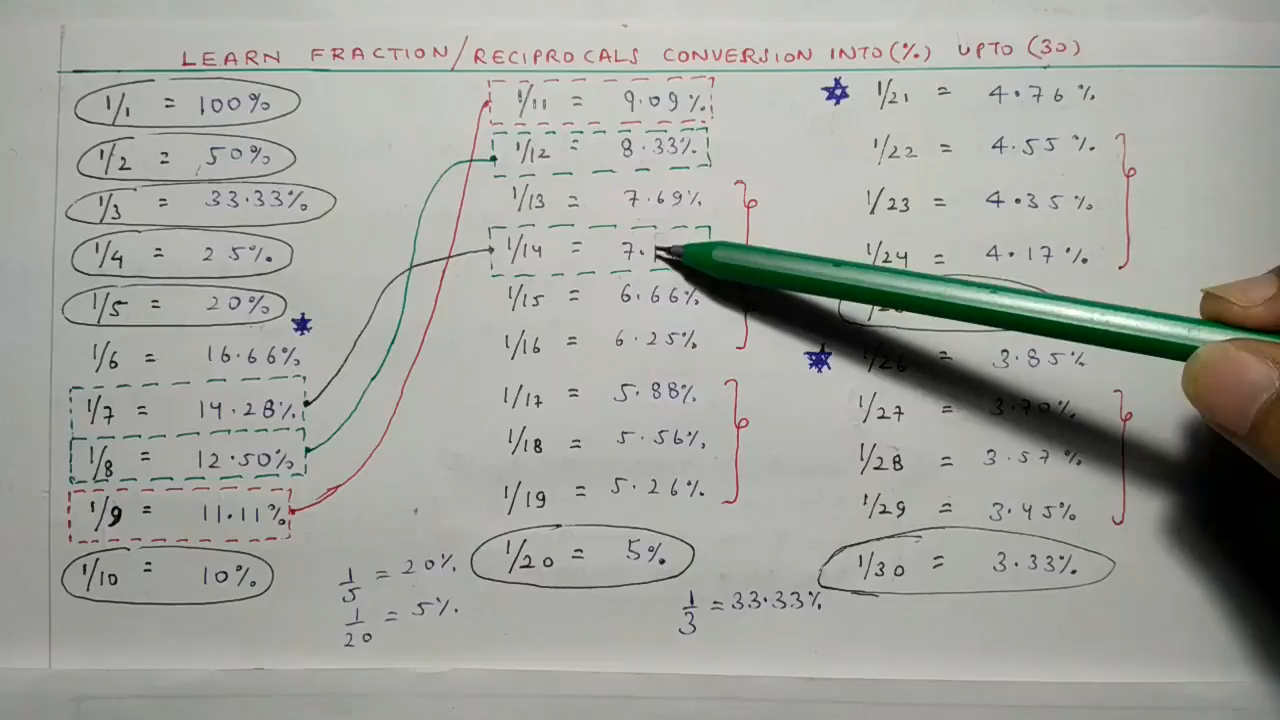 LEARN FRACTION/RECIPROCALS CONVERSION INTO(%) UPTO (30)
1/1 = 100%
1/2 = 50%
1/3 = 33.33%
1/4 = 25%
1/5 = 20%
1/6 = 16.66%
1/7 = 14.28%
1/8 = 12.50%
1/9 = 11.11%
1/10 = 10%
1/11 = 9.09%
1/12 = 8.33%
1/13 = 7.69%
1/14 = 7.
1/15 = 6.66%
1/16 = 6.25%
1/17 = 5.88%
1/18 = 5.56%
1/19 = 5.26%
1/20 = 5%
1/21 = 4.76%
1/22 = 4.55%
1/23 = 4.35%
1/24 = 4.17%
1/26 = 3.85%
1/27 = 3.70%
1/28 = 3.57%
1/29 = 3.45%
1/30 = 3.33%
1/5 = 20%
1/20 = 5%
1/3 = 33.33%